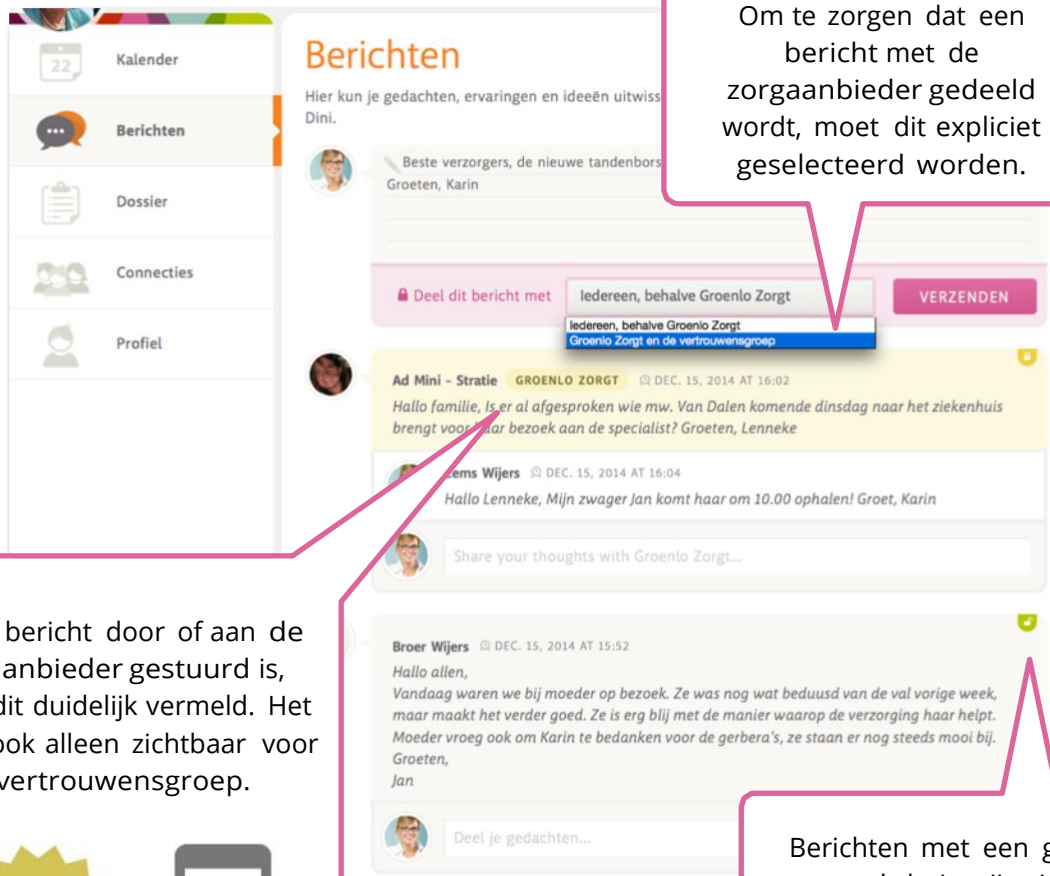 22
Kalender
Berichten
Dossier
Connecties
Profiel
Berichten
Hier kun je gedachten, ervaringen en ideeën uitwiss
Dini.
Beste verzorgers, de nieuwe tandenbors
Groeten, Karin
Om te zorgen dat een
bericht met de
zorgaanbieder gedeeld
wordt, moet dit expliciet
geselecteerd worden.
Deel dit bericht met
Iedereen, behalve Groenlo Zorgt
VERZENDEN
Iedereen, behalve Groenlo Zorgt
Groenlo Zorgt en de vertrouwensgroep
Ad Mini - Stratie GROENLO ZORGT DEC. 15, 2014 AT 16:02
Hallo familie, Is er al afgesproken wie mw. Van Dalen komende dinsdag naar het ziekenhuis
brengt voor haar bezoek aan de specialist? Groeten, Lenneke
ems Wijers DEC. 15, 2014 AT 16:04
Hallo Lenneke, Mijn zwager Jan komt haar om 10.00 ophalen! Groet, Karin
Share your thoughts with Groenlo Zorgt...
bericht door of aan de
anbieder gestuurd is,
dit duidelijk vermeld. Het
ook alleen zichtbaar voor
vertrouwensgroep.
Broer Wijers DEC. 15, 2014 AT 15:52
Hallo allen,
Vandaag waren we bij moeder op bezoek. Ze was nog wat beduusd van de val vorige week,
maar maakt het verder goed. Ze is erg blij met de manier waarop de verzorging haar helpt.
Moeder vroeg ook om Karin te bedanken voor de gerbera's, ze staan er nog steeds mooi bij.
Groeten,
Jan
Deel je gedachten...
Berichten met een g